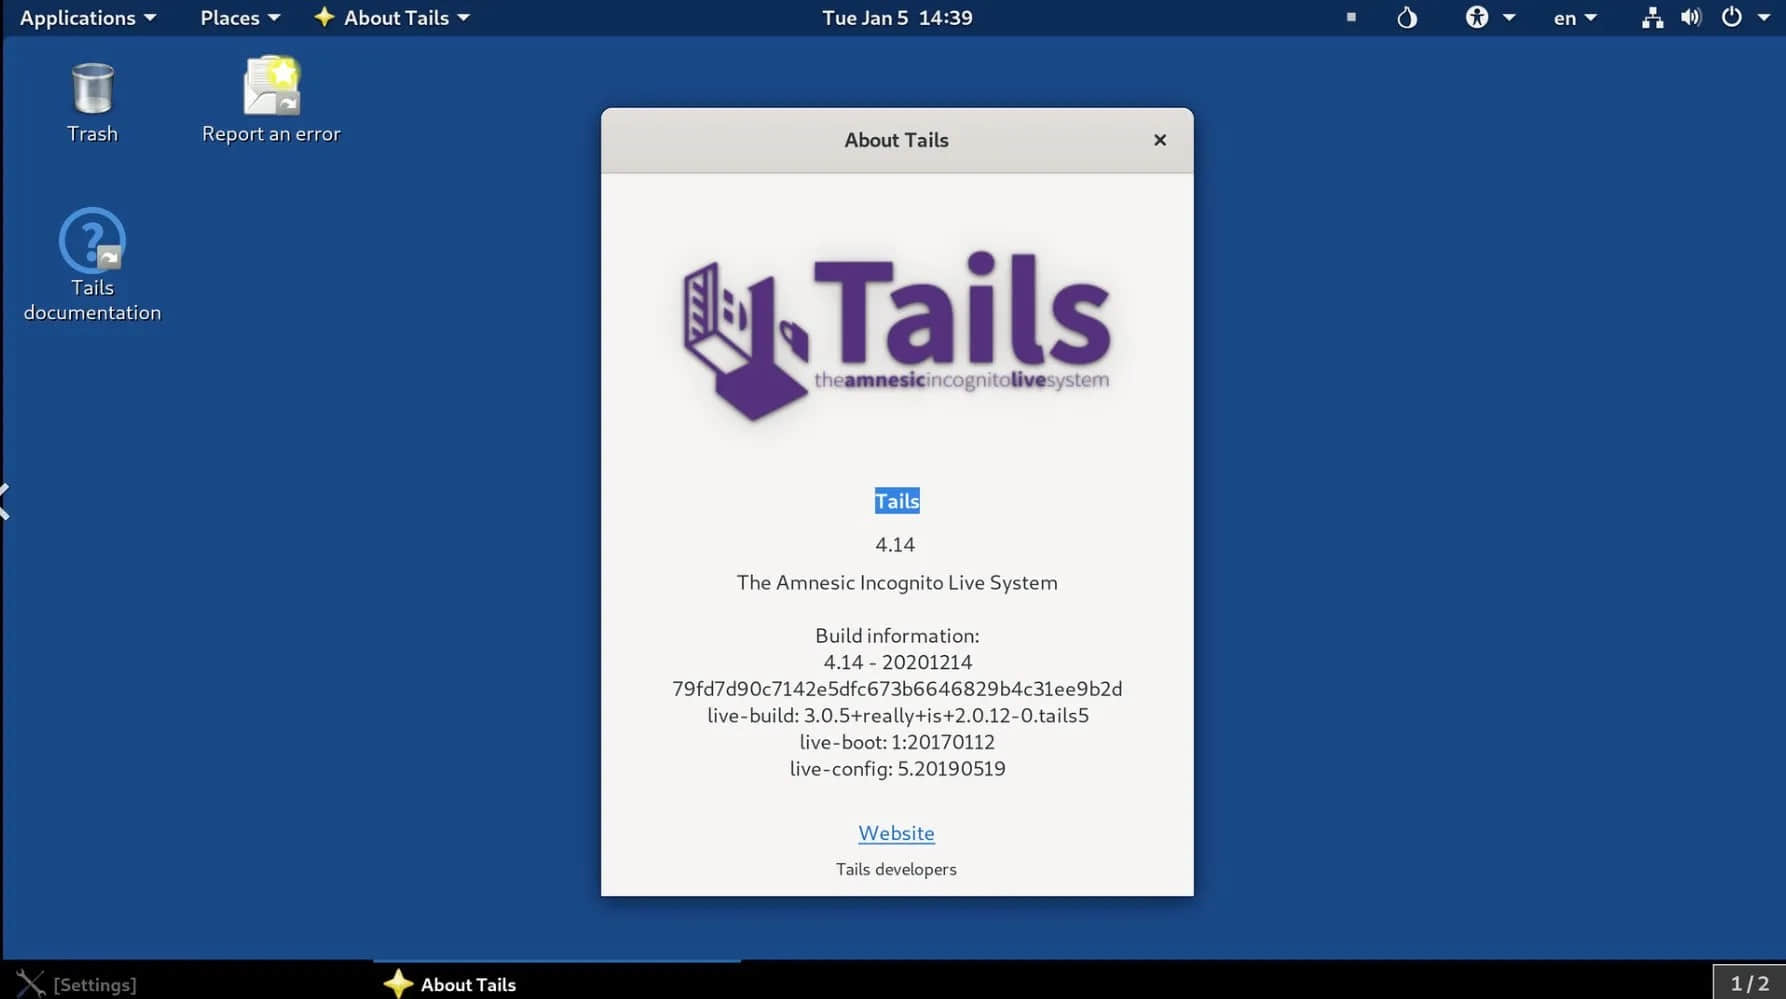 Applications Places About Tails Tue Jan 5 14:39 en
Trash
Report an error
Tails
documentation
About Tails
Tails
theamnesicincognitolivesystem
Tails
4.14
The Amnesic Incognito Live System
Build information:
4.14 - 20201214
79fd7d90c7142e5dfc673b6646829b4c31ee9b2d
live-build: 3.0.5+really+is+2.0.12-0.tails5
live-boot: 1:20170112
live-config: 5.20190519
Website
Tails developers
[Settings] About Tails 1 / 2